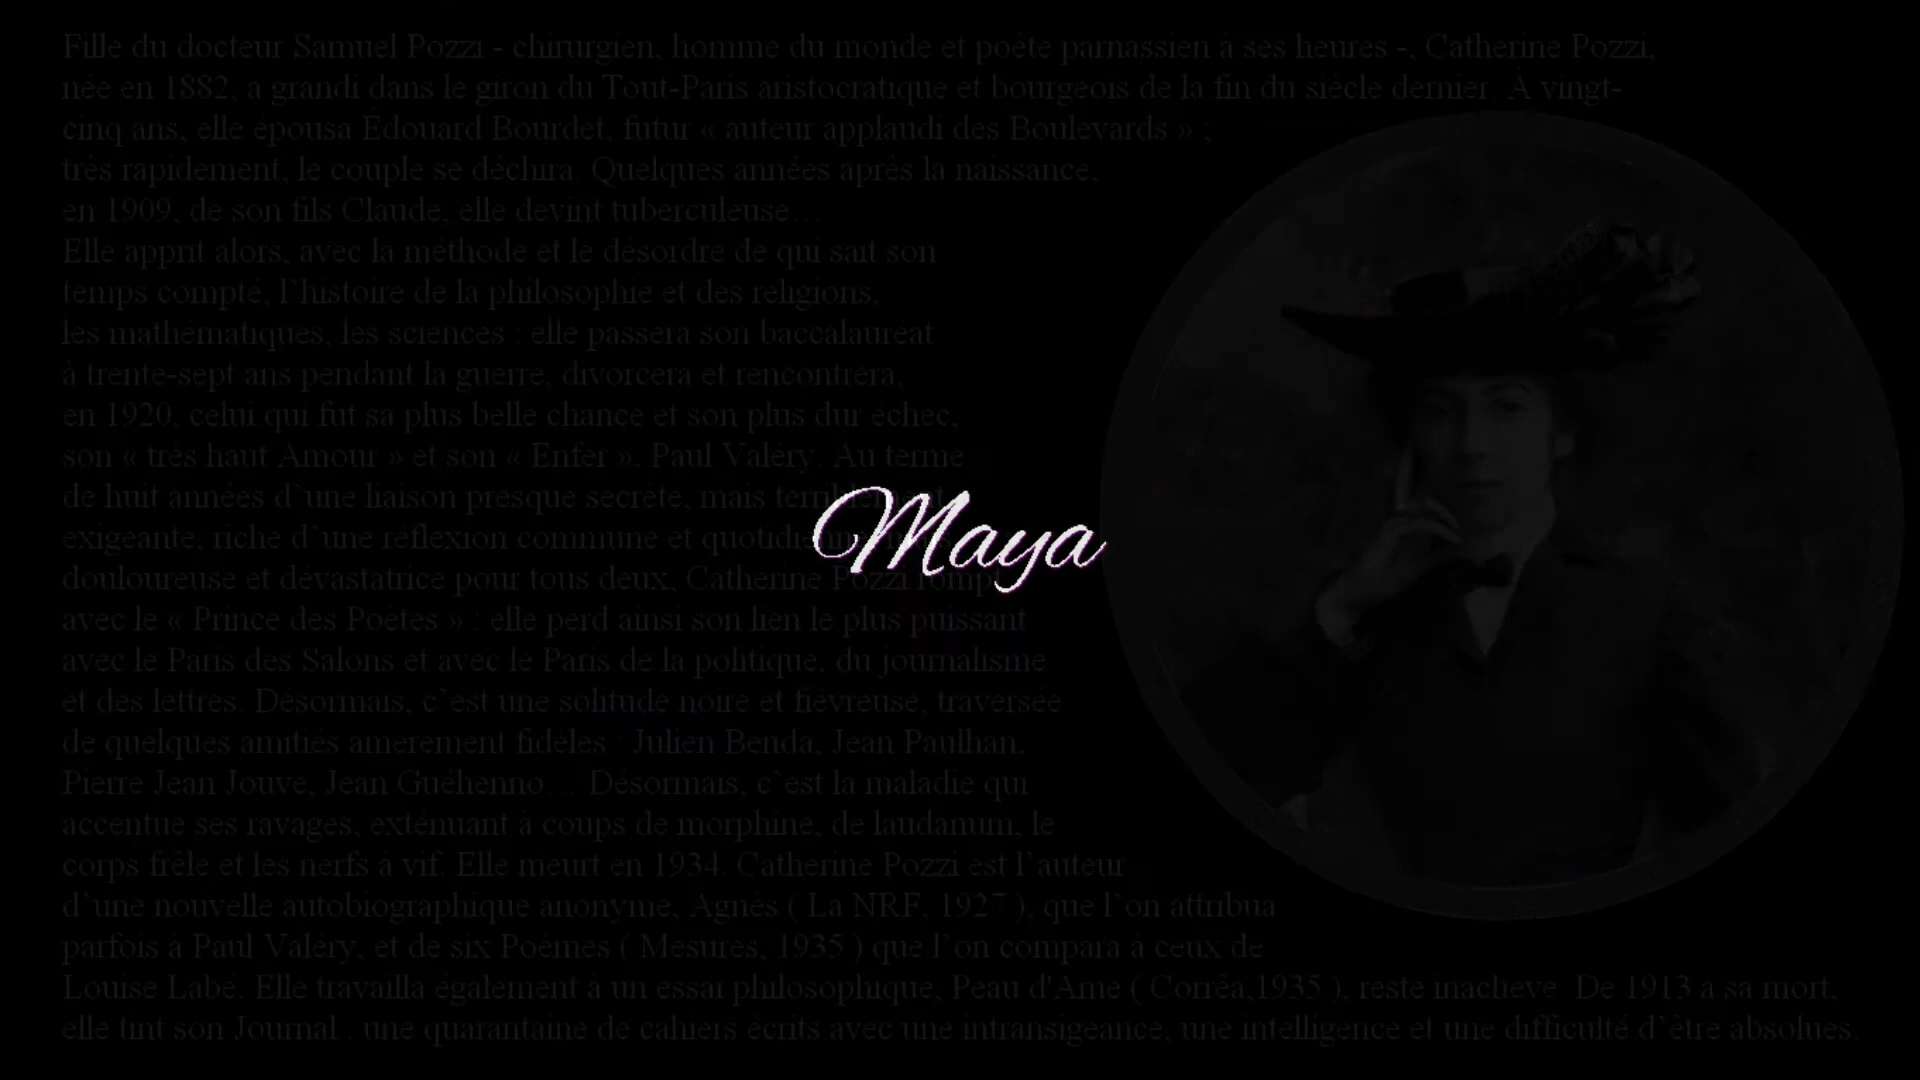 Fille du docteur Samuel Pozzi - chirurgien, homme du monde et poète parnassien à ses heures -, Catherine Pozzi,
née en 1882, a grandi dans le giron du Tout-Paris aristocratique et bourgeois de la fin du siècle dernier. À vingt-
cinq ans, elle épousa Édouard Bourdet, futur « auteur applaudi des Boulevards » ;
très rapidement, le couple se déchira. Quelques années après la naissance,
en 1909, de son fils Claude, elle devint tuberculeuse…
Elle apprit alors, avec la méthode et le désordre de qui sait son
temps compté, l’histoire de la philosophie et des religions,
les mathématiques, les sciences : elle passera son baccalauréat
à trente-sept ans pendant la guerre, divorcera et rencontrera,
en 1920, celui qui fut sa plus belle chance et son plus dur échec,
son « très haut Amour » et son « Enfer », Paul Valéry. Au terme
de huit années d’une liaison presque secrète, mais
exigeante, riche d’une réflexion commune et
Maya
douloureuse et dévastatrice pour tous deux, Catherine Pozzi
avec le « Prince des Poètes » : elle perd ainsi son lien le plus puissant
avec le Paris des Salons et avec le Paris de la politique, du journalisme
et des lettres. Désormais, c’est une solitude noire et fiévreuse, traversée
de quelques amitiés amèrement fidèles : Julien Benda, Jean Paulhan,
Pierre Jean Jouve, Jean Guéhenno… Désormais, c’est la maladie qui
accentue ses ravages, exténuant à coups de morphine, de laudanum, le
corps frêle et les nerfs à vif. Elle meurt en 1934. Catherine Pozzi est l’auteur
d’une nouvelle autobiographique anonyme, Agnès ( La NRF, 1927 ), que l’on attribua
parfois à Paul Valéry, et de six Poèmes ( Mesures, 1935 ) que l’on compara à ceux de
Louise Labé. Elle travailla également à un essai philosophique, Peau d'Ame ( Corrêa,1935 ), resté inachevé. De 1913 à sa mort,
elle tint son Journal : une quarantaine de cahiers écrits avec une intransigeance, une intelligence et une difficulté d’être absolues.